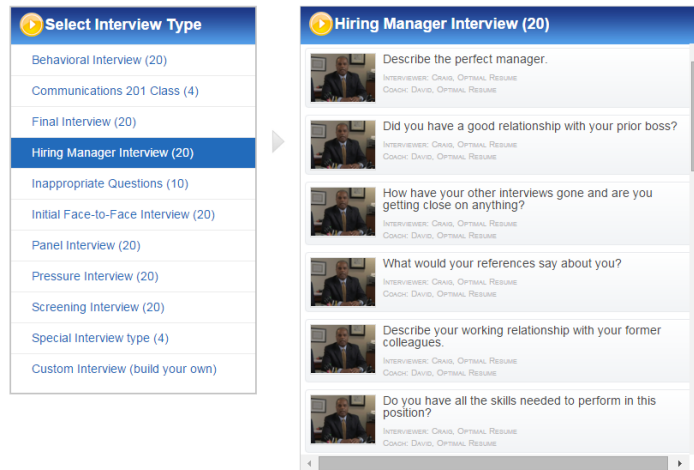 Select Interview Type
Behavioral Interview (20)
Communications 201 Class (4)
Final Interview (20)
Hiring Manager Interview (20)
Inappropriate Questions (10)
Initial Face-to-Face Interview (20)
Panel Interview (20)
Pressure Interview (20)
Screening Interview (20)
Special Interview type (4)
Custom Interview (build your own)
Hiring Manager Interview (20)
Describe the perfect manager.
Interviewer: Craig, Optimal Resume
Coach: David, Optimal Resume
Did you have a good relationship with your prior boss?
Interviewer: Craig, Optimal Resume
Coach: David, Optimal Resume
How have your other interviews gone and are you
getting close on anything?
Interviewer: Craig, Optimal Resume
Coach: David, Optimal Resume
What would your references say about you?
Interviewer: Craig, Optimal Resume
Coach: David, Optimal Resume
Describe your working relationship with your former
colleagues.
Interviewer: Craig, Optimal Resume
Coach: David, Optimal Resume
Do you have all the skills needed to perform in this
position?
Interviewer: Craig, Optimal Resume
Coach: David, Optimal Resume